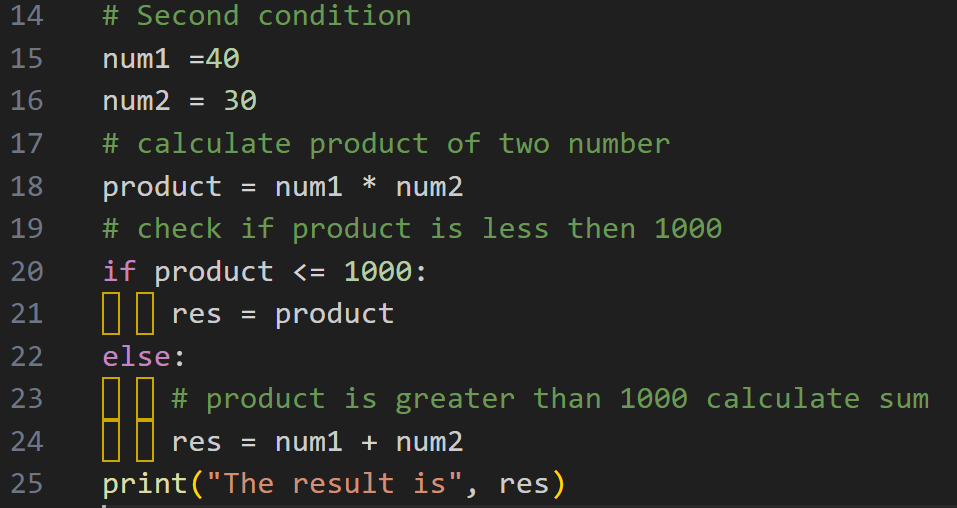 14 # Second condition
15 num1 =40
16 num2 = 30
17 # calculate product of two number
18 product = num1 * num2
19 # check if product is less then 1000
20 if product <= 1000:
21     res = product
22 else:
23     # product is greater than 1000 calculate sum
24     res = num1 + num2
25 print("The result is", res)